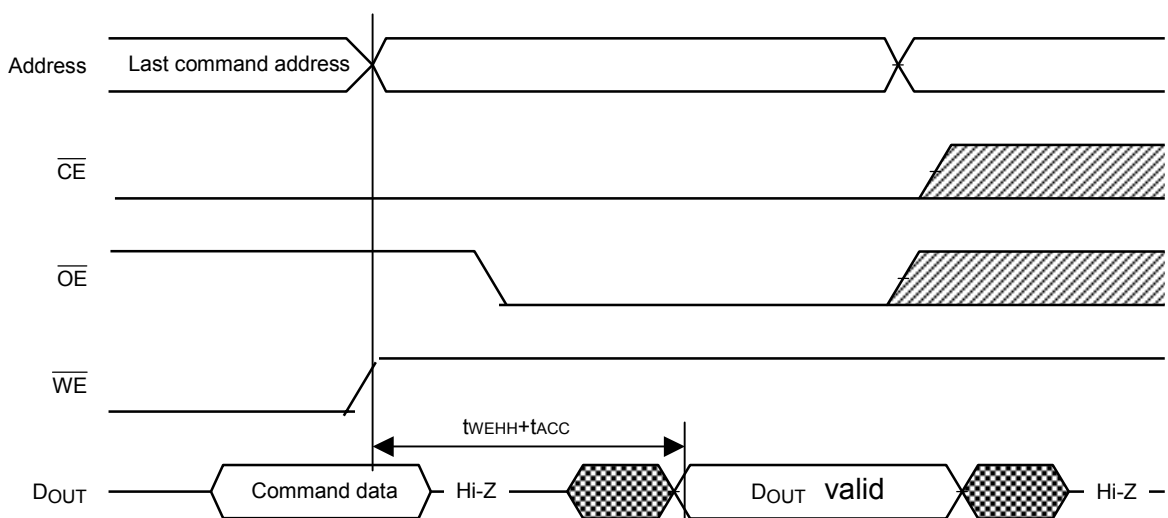 Address Last command address
CE
OE
WE
tWEHH+tACC
DOUT Command data Hi-Z DOUT valid Hi-Z